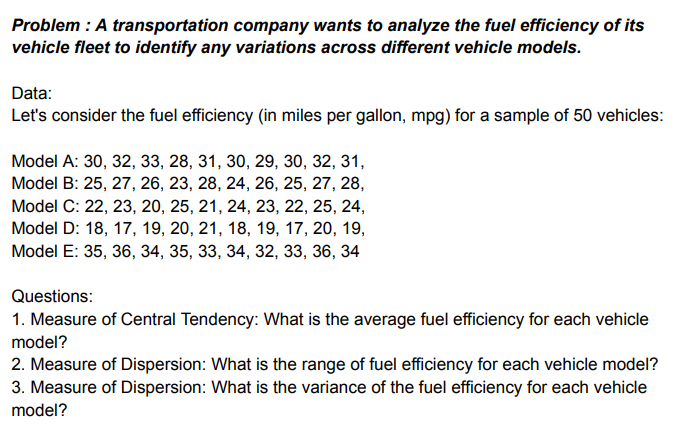 Problem : A transportation company wants to analyze the fuel efficiency of its
vehicle fleet to identify any variations across different vehicle models.
Data:
Let's consider the fuel efficiency (in miles per gallon, mpg) for a sample of 50 vehicles:
Model A: 30, 32, 33, 28, 31, 30, 29, 30, 32, 31,
Model B: 25, 27, 26, 23, 28, 24, 26, 25, 27, 28,
Model C: 22, 23, 20, 25, 21, 24, 23, 22, 25, 24,
Model D: 18, 17, 19, 20, 21, 18, 19, 17, 20, 19,
Model E: 35, 36, 34, 35, 33, 34, 32, 33, 36, 34
Questions:
1. Measure of Central Tendency: What is the average fuel efficiency for each vehicle
model?
2. Measure of Dispersion: What is the range of fuel efficiency for each vehicle model?
3. Measure of Dispersion: What is the variance of the fuel efficiency for each vehicle
model?